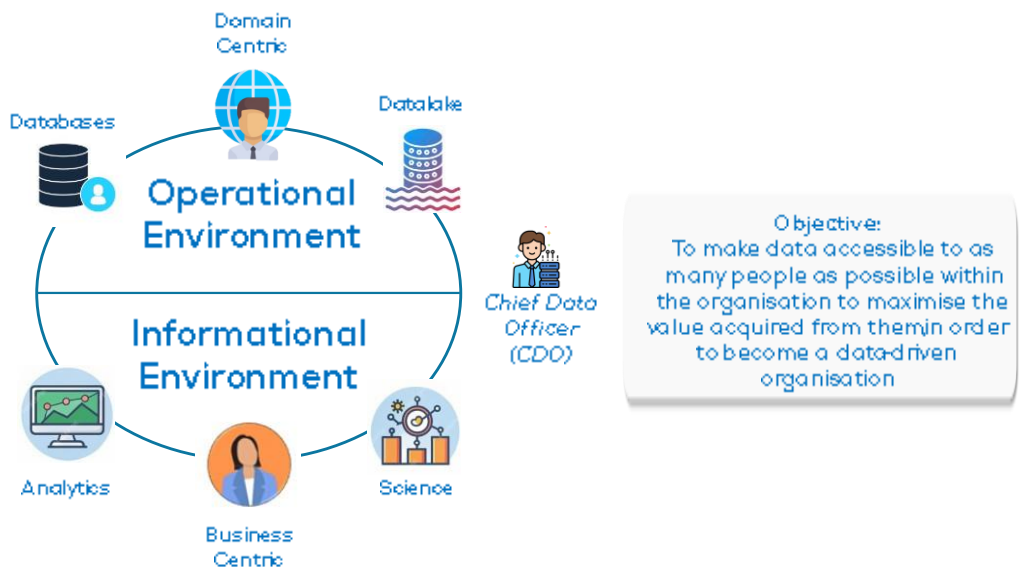 Domain
Centric
Databases
Datalake
Operational
Environment
Informational
Environment
Analytics
Business
Centric
Science
Chief Data
Officer
(CDO)
Objective:
To make data accessible to as
many people as possible within
the organisation to maximise the
value acquired from them,in order
to become a data-driven
organisation